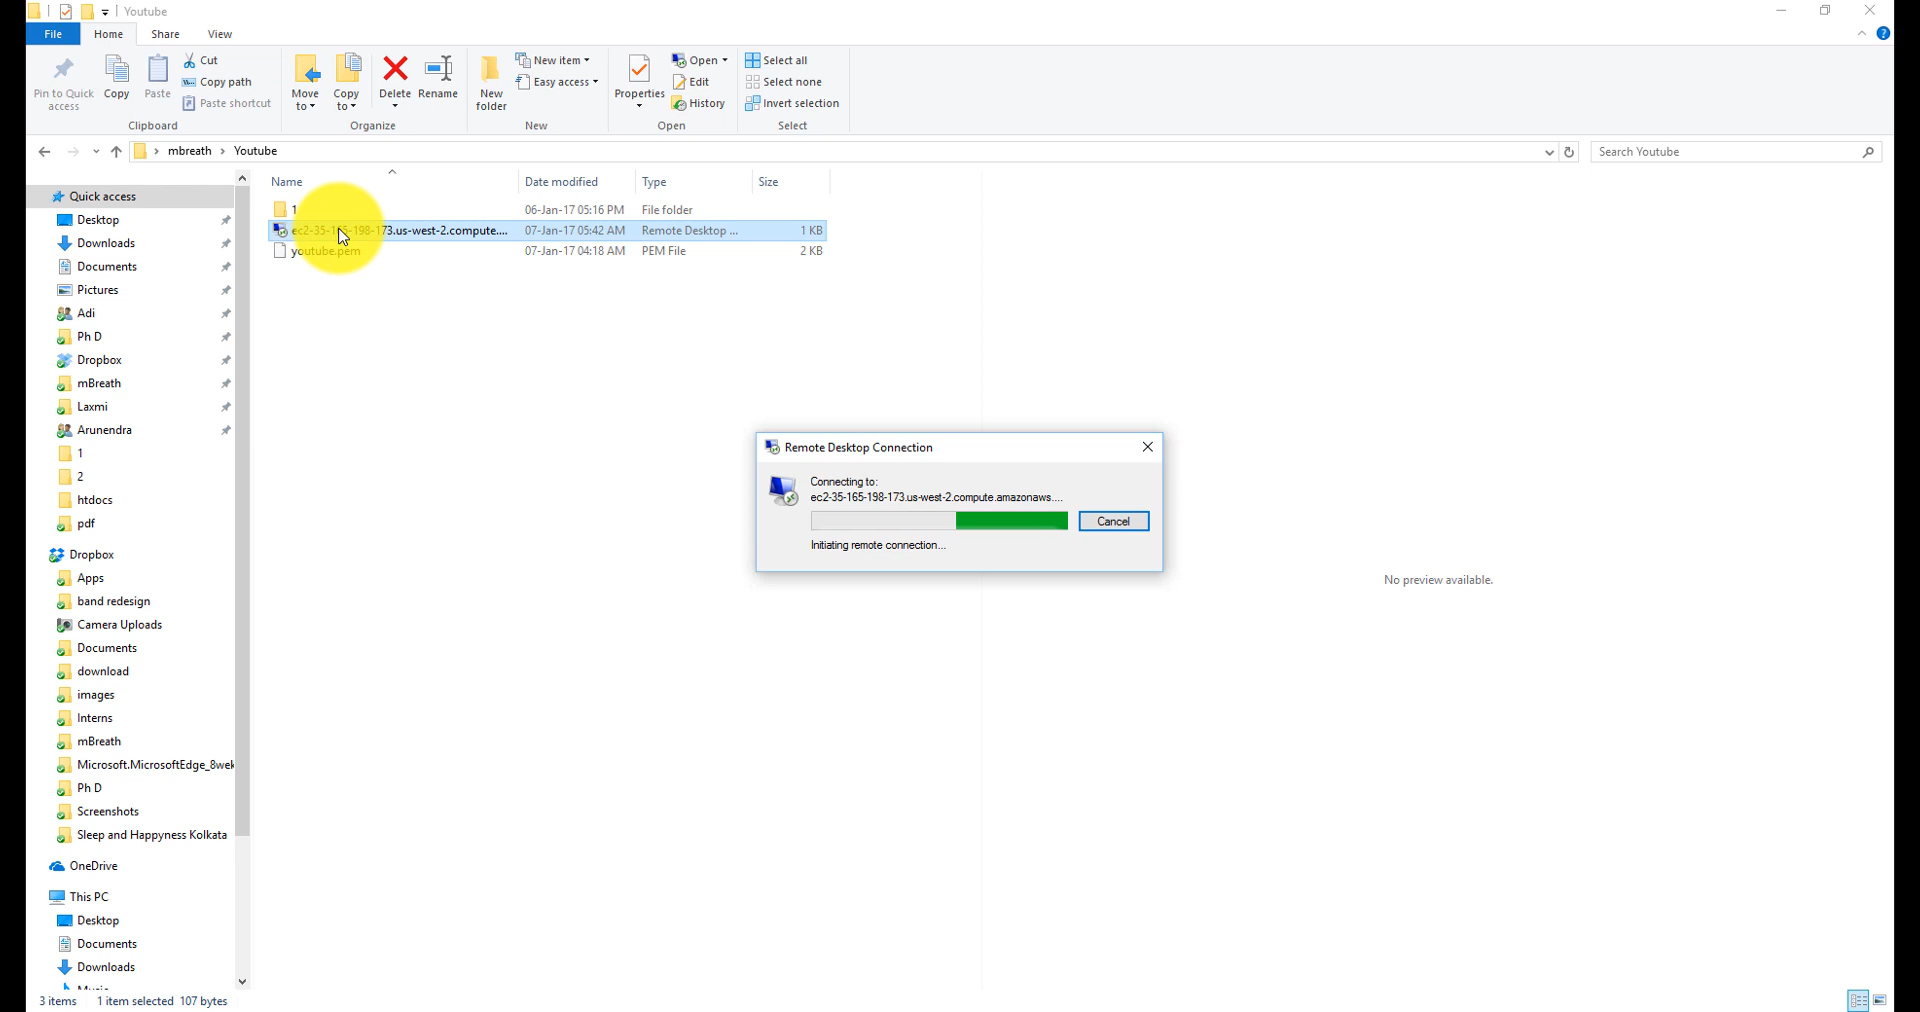 Youtube
File Home Share View
Pin to Quick access
Copy
Paste
Cut
Copy path
Paste shortcut
Clipboard
Move to
Copy to
Delete
Rename
Organize
New folder
New item
Easy access
New
Properties
Open
Edit
History
Open
Select all
Select none
Invert selection
Select
mbreath Youtube
Search Youtube
Quick access
Desktop
Downloads
Documents
Pictures
Adi
Ph D
Dropbox
mBreath
Laxmi
Arunendra
1
2
htdocs
pdf
Dropbox
Apps
band redesign
Camera Uploads
Documents
download
images
Interns
mBreath
Microsoft.MicrosoftEdge_8wek
Ph D
Screenshots
Sleep and Happyness Kolkata
OneDrive
This PC
Desktop
Documents
Downloads
Name Date modified Type Size
1 06-Jan-17 05:16 PM File folder
ec2-35-165-198-173.us-west-2.compute.... 07-Jan-17 05:42 AM Remote Desktop ... 1 KB
youtube.pem 07-Jan-17 04:18 AM PEM File 2 KB
Remote Desktop Connection
Connecting to:
ec2-35-165-198-173.us-west-2.compute.amazonaws....
Cancel
Initiating remote connection...
No preview available.
3 items 1 item selected 107 bytes